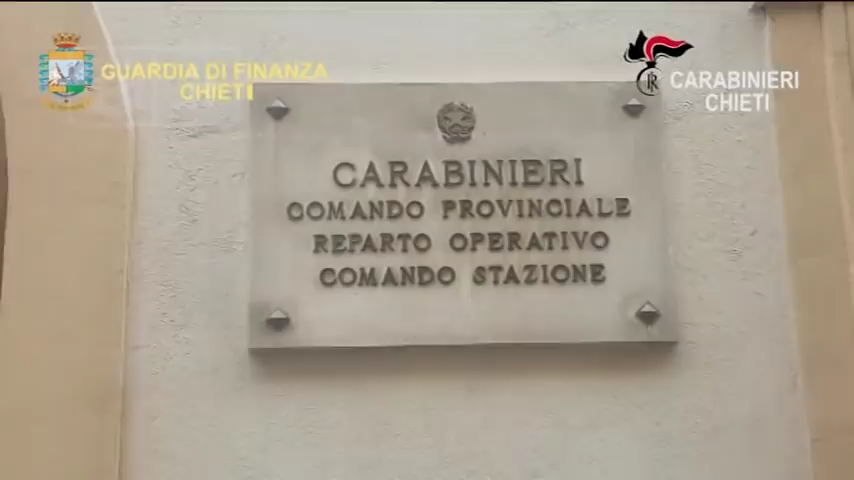 GUARDIA DI FINANZA
CHIETI
CARABINIERI
CHIETI
CARABINIERI
COMANDO PROVINCIALE
REPARTO OPERATIVO
COMANDO STAZIONE